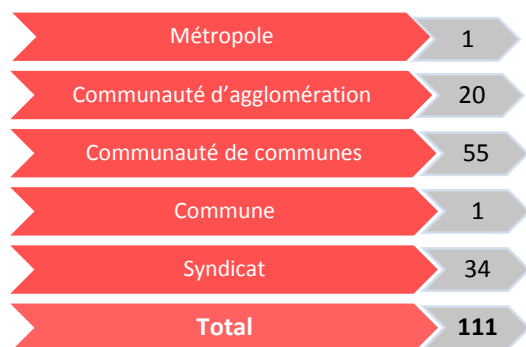 Métropole 1
Communauté d’agglomération 20
Communauté de communes 55
Commune 1
Syndicat 34
Total 111